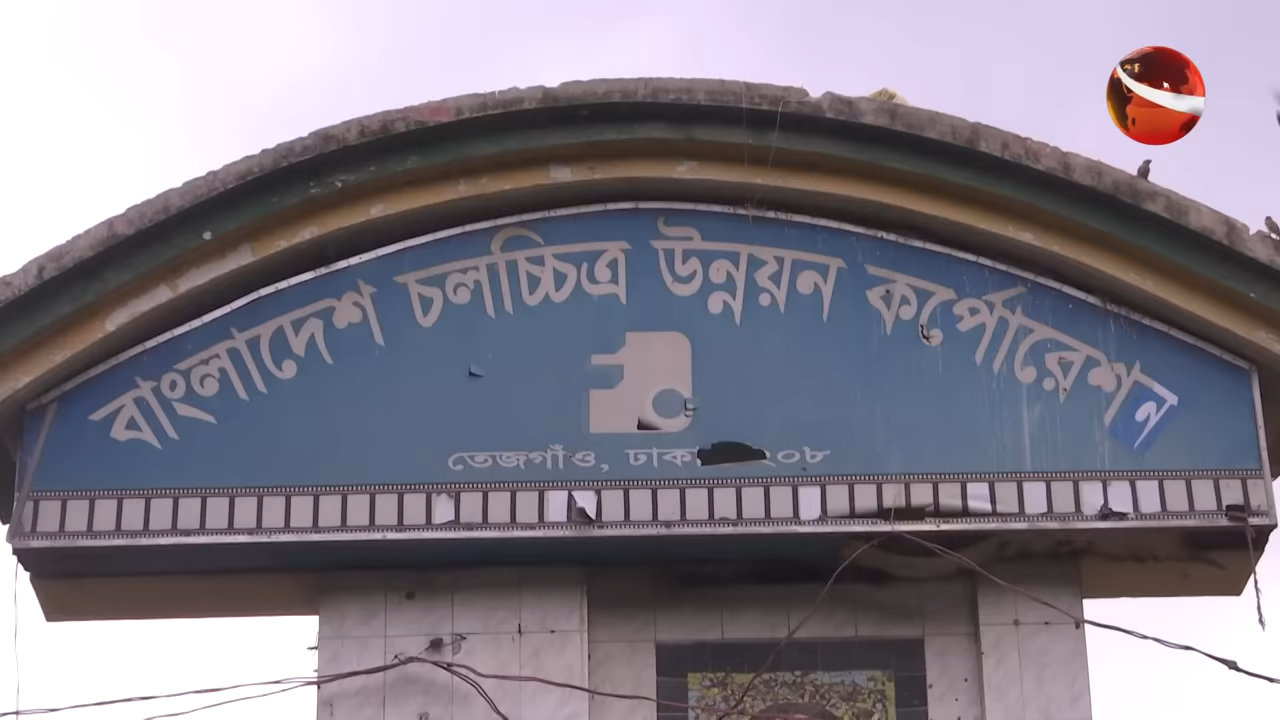 বাংলাদেশ চলচ্চিত্র উন্নয়ন কর্পোরেশন
তেজগাঁও, ঢাকা